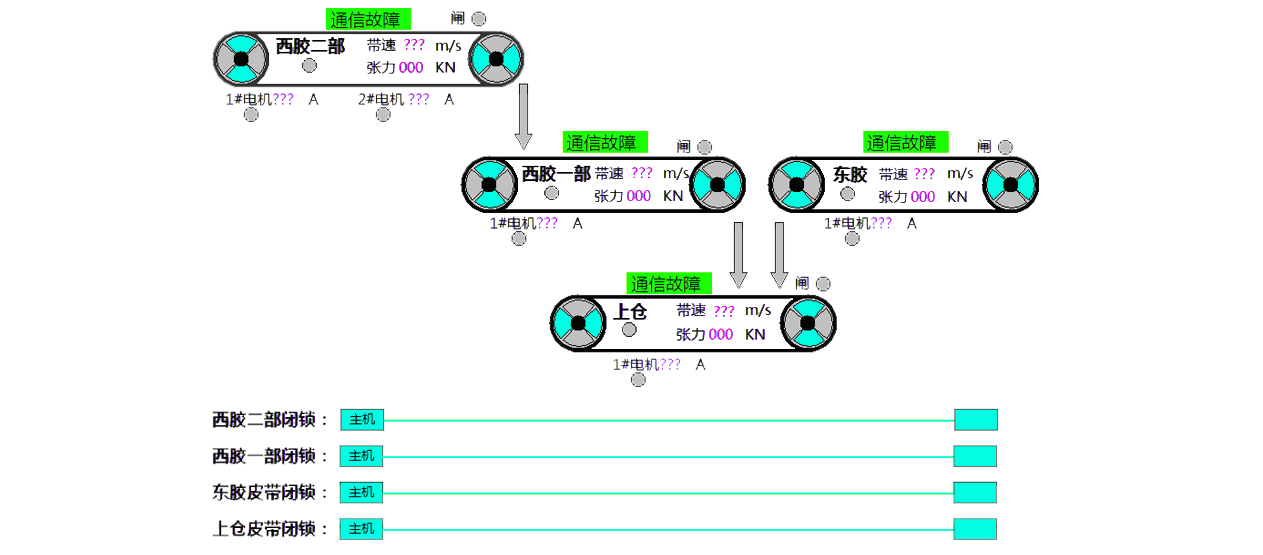 通信故障 闸
西胶二部 带速 ??? m/s
张力 000 KN
1#电机??? A 2#电机 ??? A
通信故障 闸
西胶一部 带速 ??? m/s
张力 000 KN
1#电机??? A
通信故障 闸
东胶 带速 ??? m/s
张力 000 KN
1#电机??? A
通信故障 闸
上仓 带速 ??? m/s
张力 000 KN
1#电机??? A
西胶二部闭锁： 主机
西胶一部闭锁： 主机
东胶皮带闭锁： 主机
上仓皮带闭锁： 主机